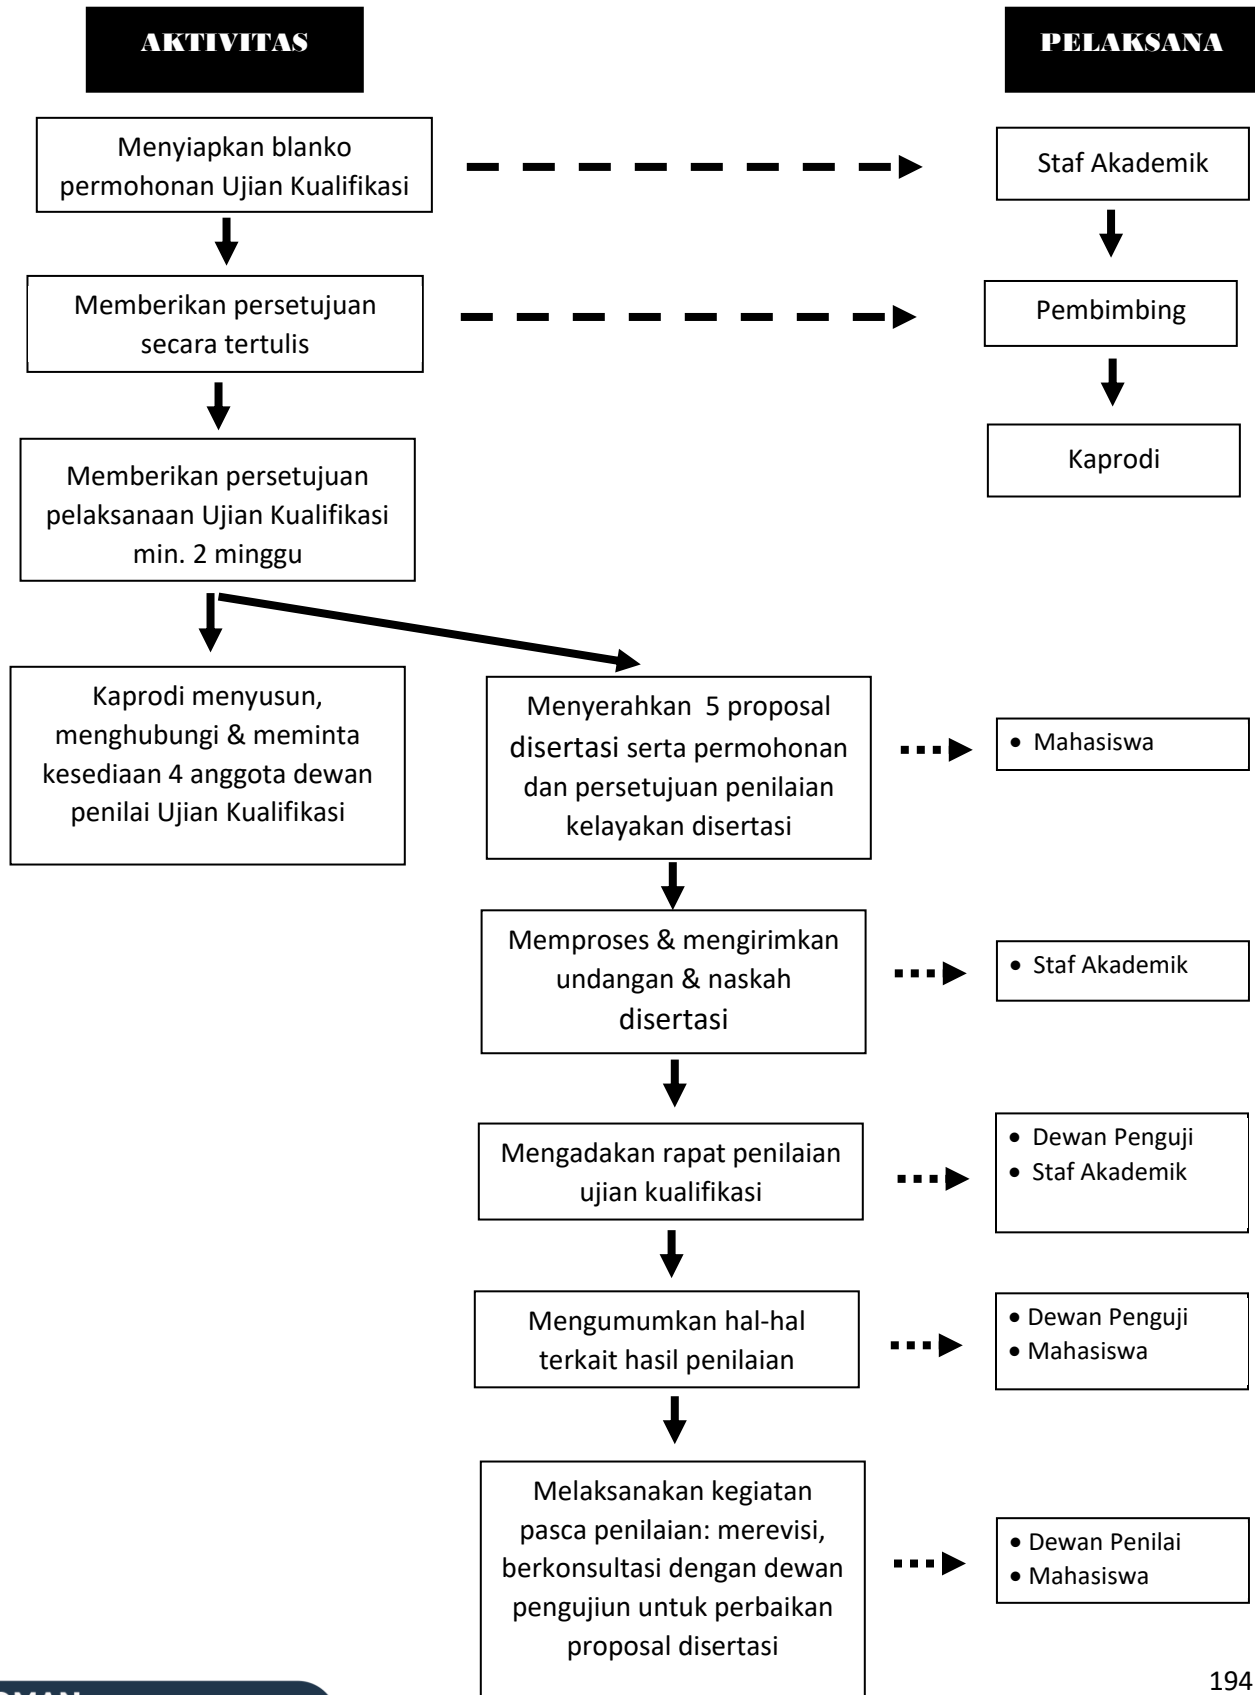 AKTIVITAS
PELAKSANA
Menyiapkan blanko
permohonan Ujian Kualifikasi
Staf Akademik
Memberikan persetujuan
secara tertulis
Pembimbing
Memberikan persetujuan
pelaksanaan Ujian Kualifikasi
min. 2 minggu
Kaprodi
Kaprodi menyusun,
menghubungi & meminta
kesediaan 4 anggota dewan
penilai Ujian Kualifikasi
Menyerahkan  5 proposal
disertasi serta permohonan
dan persetujuan penilaian
kelayakan disertasi
• Mahasiswa
Memproses & mengirimkan
undangan & naskah
disertasi
• Staf Akademik
Mengadakan rapat penilaian
ujian kualifikasi
• Dewan Penguji
• Staf Akademik
Mengumumkan hal-hal
terkait hasil penilaian
• Dewan Penguji
• Mahasiswa
Melaksanakan kegiatan
pasca penilaian: merevisi,
berkonsultasi dengan dewan
pengujiun untuk perbaikan
proposal disertasi
• Dewan Penilai
• Mahasiswa
194